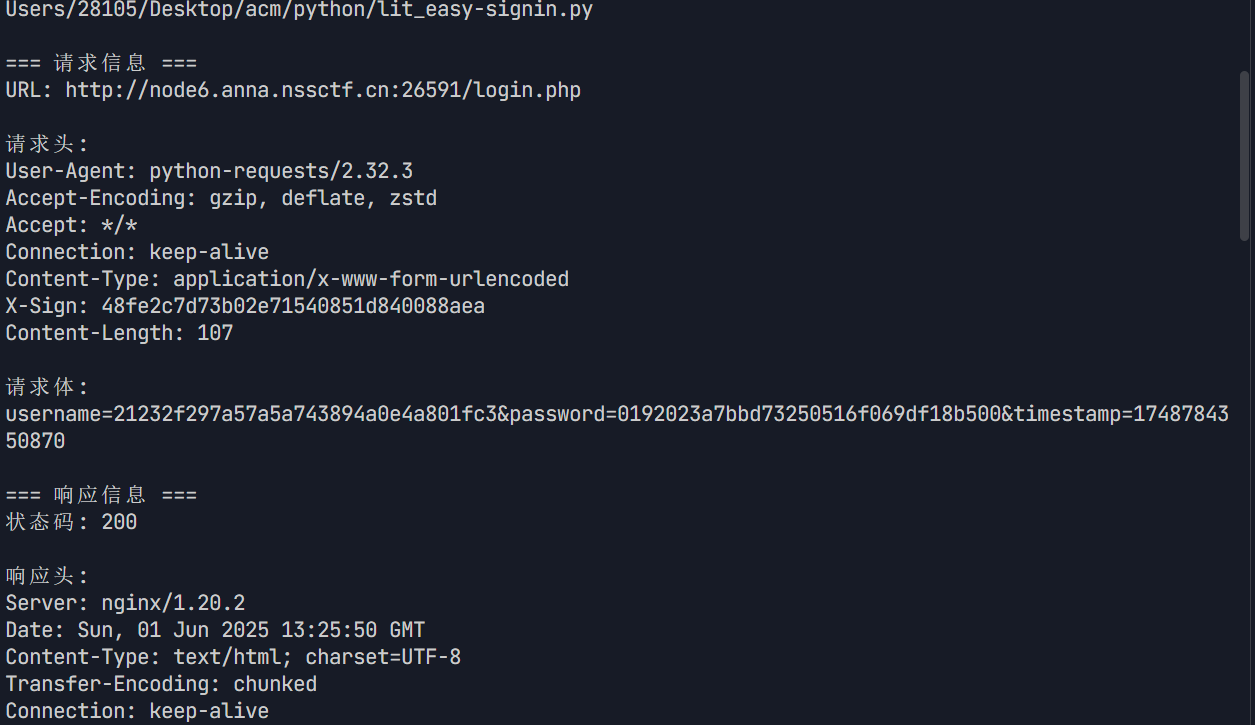 Users/28105/Desktop/acm/python/lit_easy-signin.py
=== 请求信息 ===
URL: http://node6.anna.nssctf.cn:26591/login.php
请求头:
User-Agent: python-requests/2.32.3
Accept-Encoding: gzip, deflate, zstd
Accept: */*
Connection: keep-alive
Content-Type: application/x-www-form-urlencoded
X-Sign: 48fe2c7d73b02e71540851d840088aea
Content-Length: 107
请求体:
username=21232f297a57a5a743894a0e4a801fc3&password=0192023a7bbd73250516f069df18b500&timestamp=17487843
50870
=== 响应信息 ===
状态码: 200
响应头:
Server: nginx/1.20.2
Date: Sun, 01 Jun 2025 13:25:50 GMT
Content-Type: text/html; charset=UTF-8
Transfer-Encoding: chunked
Connection: keep-alive